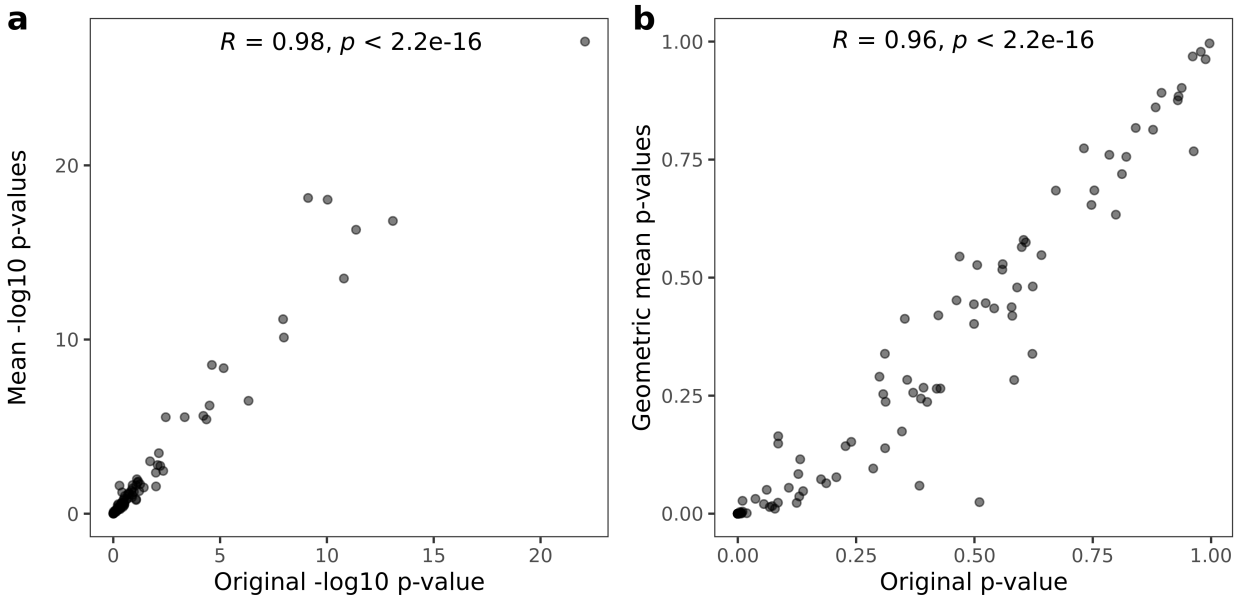 a
R = 0.98, p < 2.2e-16
Mean -log10 p-values
20
10
0
0 5 10 15 20
Original -log10 p-value
b
R = 0.96, p < 2.2e-16
Geometric mean p-values
1.00
0.75
0.50
0.25
0.00
0.00 0.25 0.50 0.75 1.00
Original p-value